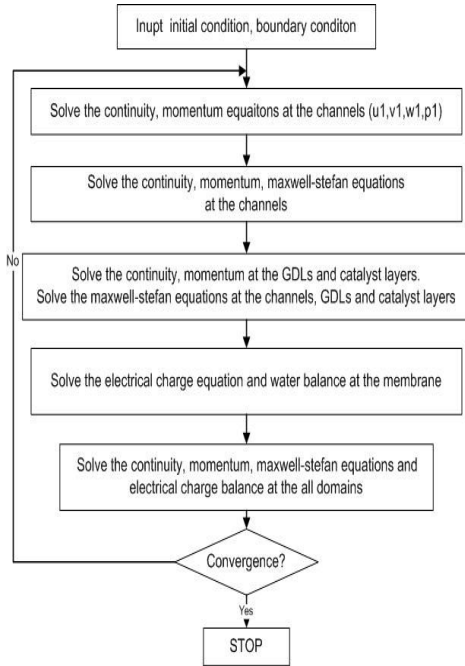 Inupt initial condition, boundary conditon
Solve the continuity, momentum equaitons at the channels (u1,v1,w1,p1)
Solve the continuity, momentum, maxwell-stefan equations
at the channels
No
Solve the continuity, momentum at the GDLs and catalyst layers.
Solve the maxwell-stefan equations at the channels, GDLs and catalyst layers
Solve the electrical charge equation and water balance at the membrane
Solve the continuity, momentum, maxwell-stefan equations and
electrical charge balance at the all domains
Convergence?
Yes
STOP